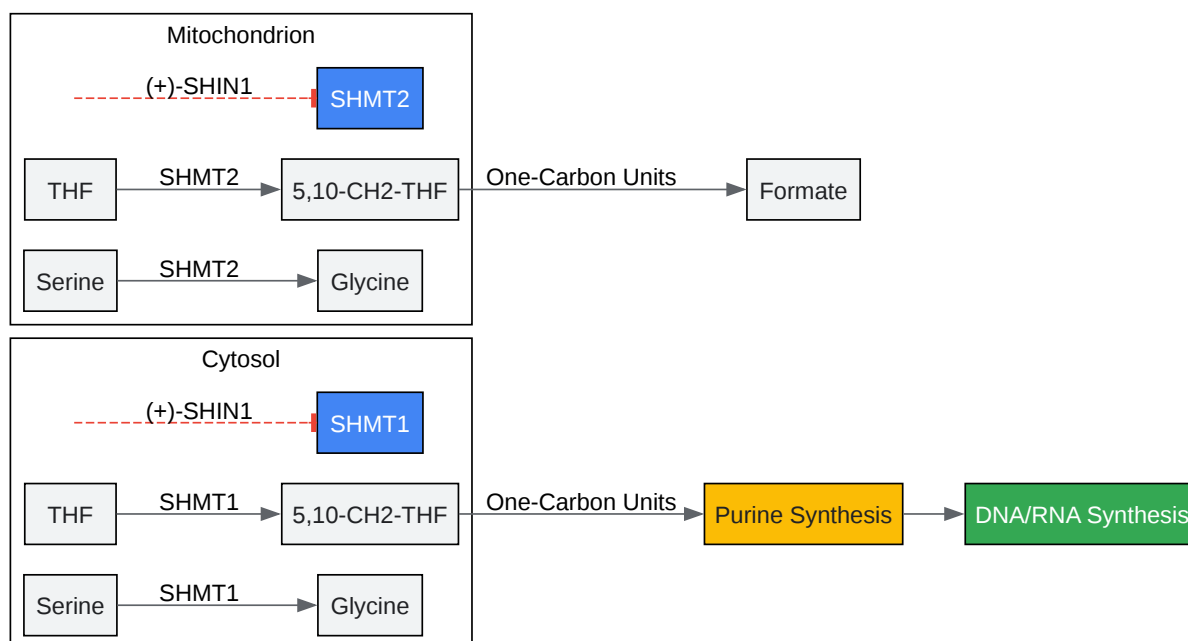 Mitochondrion
(+)-SHIN1
SHMT2
THF
SHMT2
5,10-CH2-THF
One-Carbon Units
Formate
Serine
SHMT2
Glycine
Cytosol
(+)-SHIN1
SHMT1
THF
SHMT1
5,10-CH2-THF
One-Carbon Units
Purine Synthesis
DNA/RNA Synthesis
Serine
SHMT1
Glycine